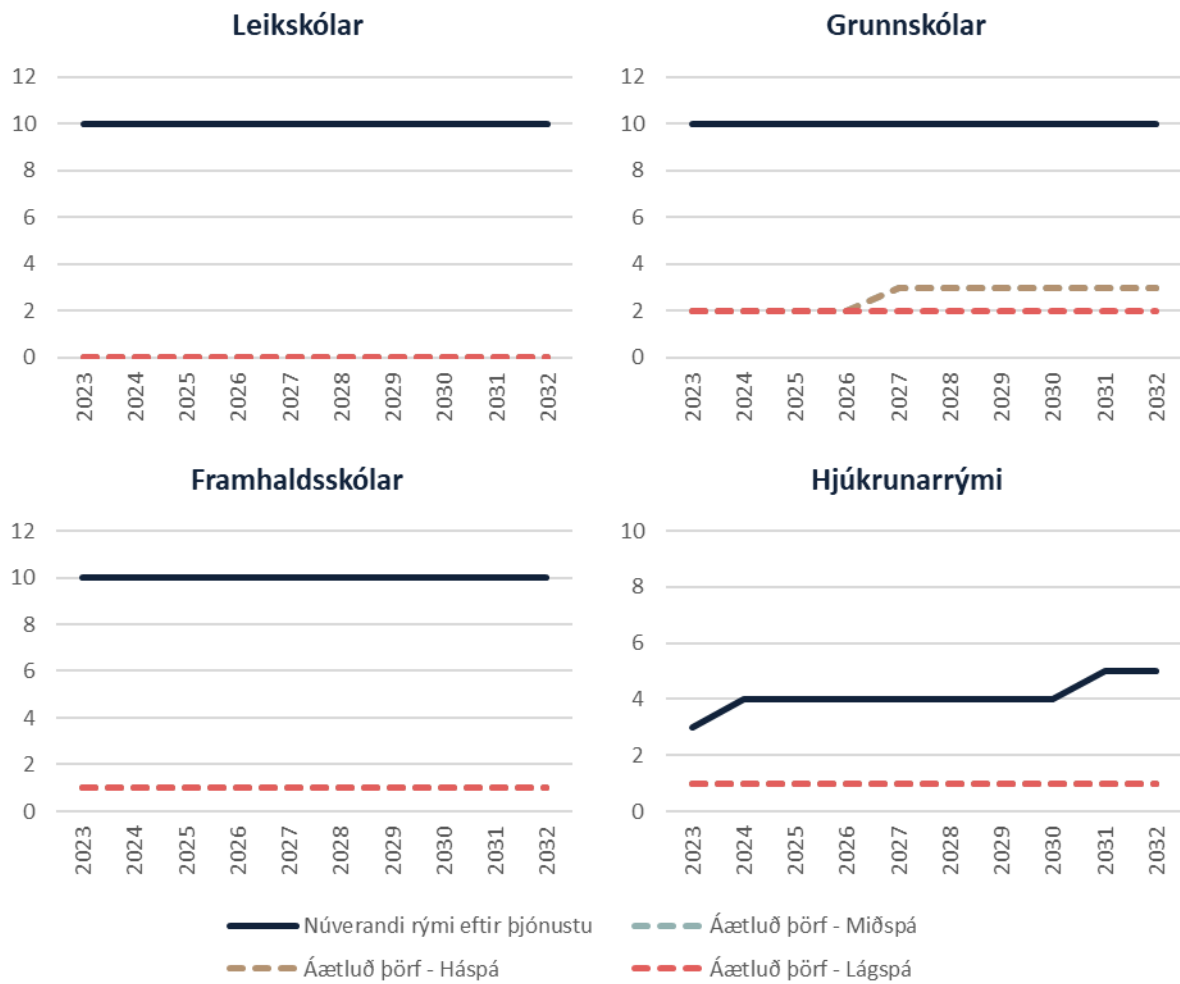 Leikskólar
12
10
8
6
4
2
0
2023 2024 2025 2026 2027 2028 2029 2030 2031 2032
Grunnskólar
12
10
8
6
4
2
0
2023 2024 2025 2026 2027 2028 2029 2030 2031 2032
Framhaldsskólar
12
10
8
6
4
2
0
2023 2024 2025 2026 2027 2028 2029 2030 2031 2032
Hjúkrunarrými
10
8
6
4
2
0
2023 2024 2025 2026 2027 2028 2029 2030 2031 2032
Núverandi rými eftir þjónustu
Áætluð þörf - Miðspá
Áætluð þörf - Háspá
Áætluð þörf - Lágspá